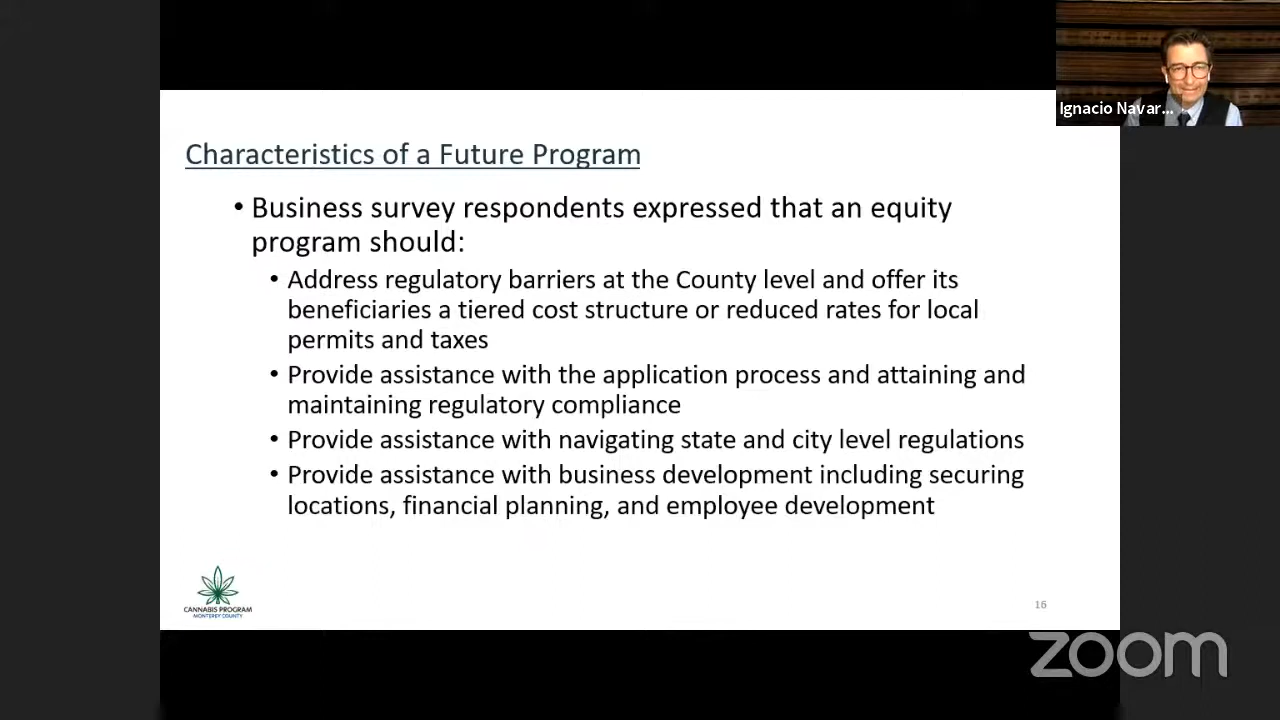 Ignacio Navar...
Characteristics of a Future Program
• Business survey respondents expressed that an equity
program should:
• Address regulatory barriers at the County level and offer its
beneficiaries a tiered cost structure or reduced rates for local
permits and taxes
• Provide assistance with the application process and attaining and
maintaining regulatory compliance
• Provide assistance with navigating state and city level regulations
• Provide assistance with business development including securing
locations, financial planning, and employee development
CANNABIS PROGRAM
MONTEREY COUNTY
16
zoom